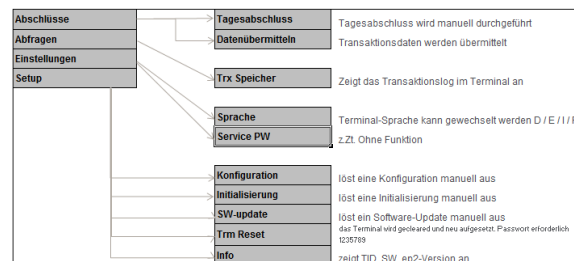 Abschlüsse
Tagesabschluss
Tagesabschluss wird manuell durchgeführt
Abfragen
Datenübermitteln
Transaktionsdaten werden übermittelt
Einstellungen
Setup
Trx Speicher
Zeigt das Transaktionslog im Terminal an
Sprache
Terminal-Sprache kann gewechselt werden D / E / I /
Service PW
z.Zt. Ohne Funktion
Konfiguration
löst eine Konfiguration manuell aus
Initialisierung
löst eine Initialisierung manuell aus
SW-update
löst ein Software-Update manuell aus
Trm Reset
das Terminal wird gecleared und neu aufgesetzt. Passwort erforderlich
1235789
Info
zeigt TID, SW, ep2-Version an